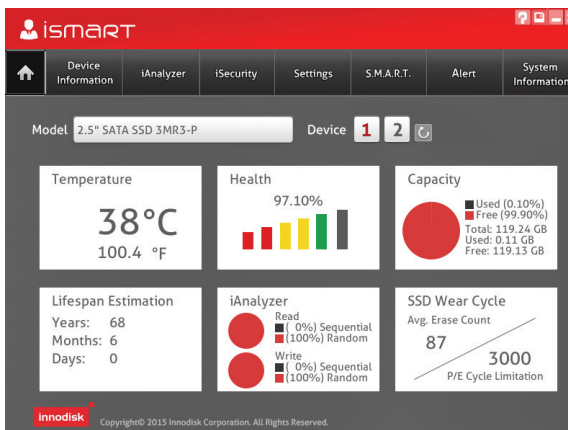 ismart
Device Information
iAnalyzer
iSecurity
Settings
S.M.A.R.T.
Alert
System Information
Model
2.5" SATA SSD 3MR3-P
Device
1
2
Temperature
38°C
100.4 °F
Health
97.10%
Capacity
Used (0.10%)
Free (99.90%)
Total: 119.24 GB
Used: 0.11 GB
Free: 119.13 GB
Lifespan Estimation
Years: 68
Months: 6
Days: 0
iAnalyzer
Read
( 0%) Sequential
(100%) Random
Write
( 0%) Sequential
(100%) Random
SSD Wear Cycle
Avg. Erase Count
87
3000
P/E Cycle Limitation
innodisk
Copyright© 2015 Innodisk Corporation. All Rights Reserved.